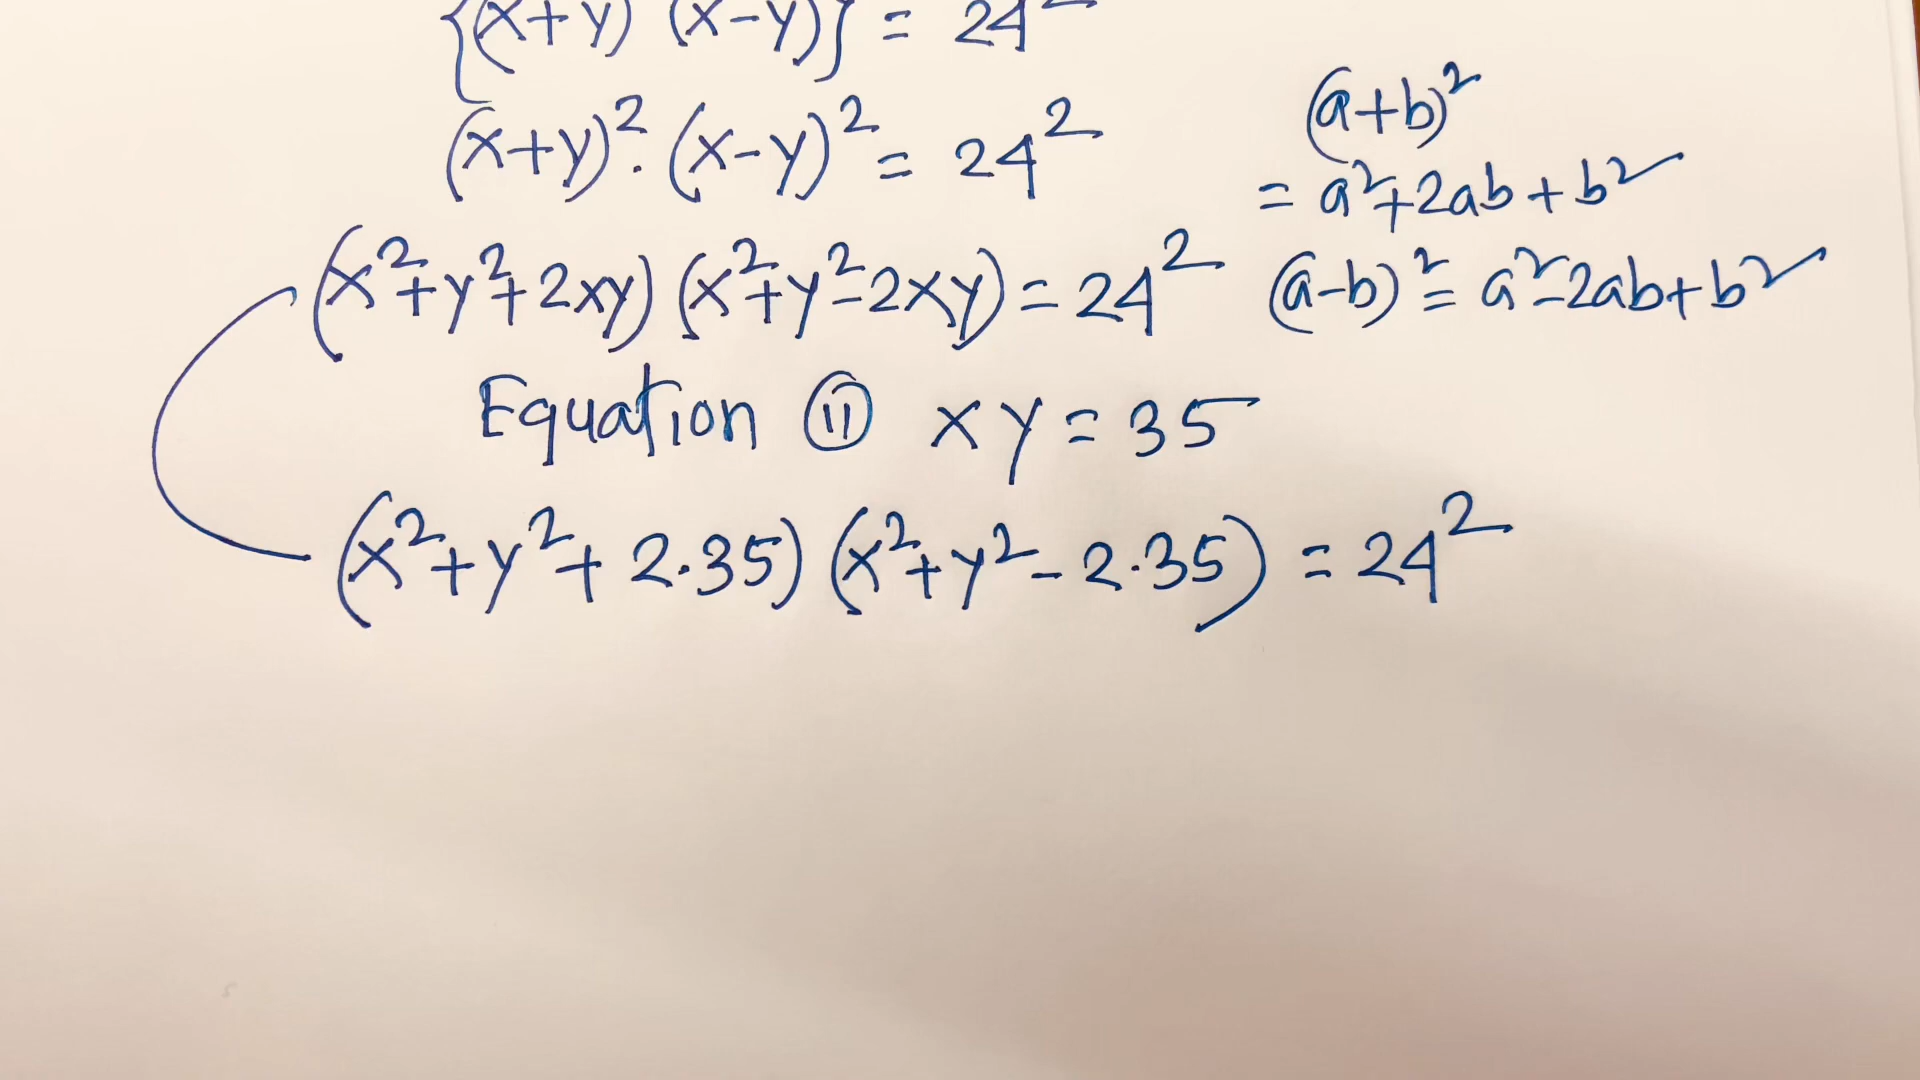 {(x+y) (x-y)} = 24²
(x+y)².(x-y)² = 24²
(x²+y²+2xy) (x²+y²-2xy) = 24²
Equation (11) xy = 35
(x²+y²+2.35) (x²+y²-2.35) = 24²
(a+b)²
= a²+2ab+b²
(a-b)² = a²-2ab+b²